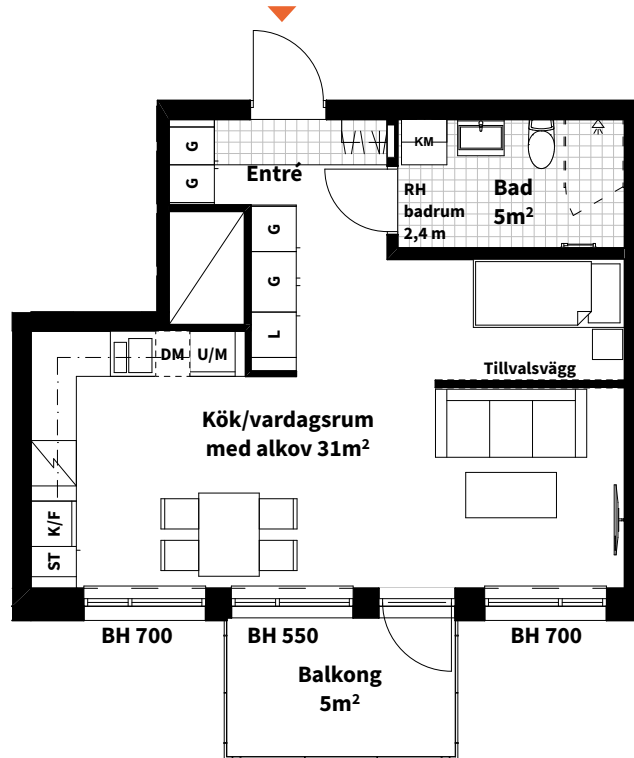 G
G
Entré
KM
RH
badrum
2,4 m
Bad
5m²
G
G
L
DM
U/M
Tillvalsvägg
Kök/vardagsrum
med alkov 31m²
K/F
ST
BH 700
BH 550
BH 700
Balkong
5m²